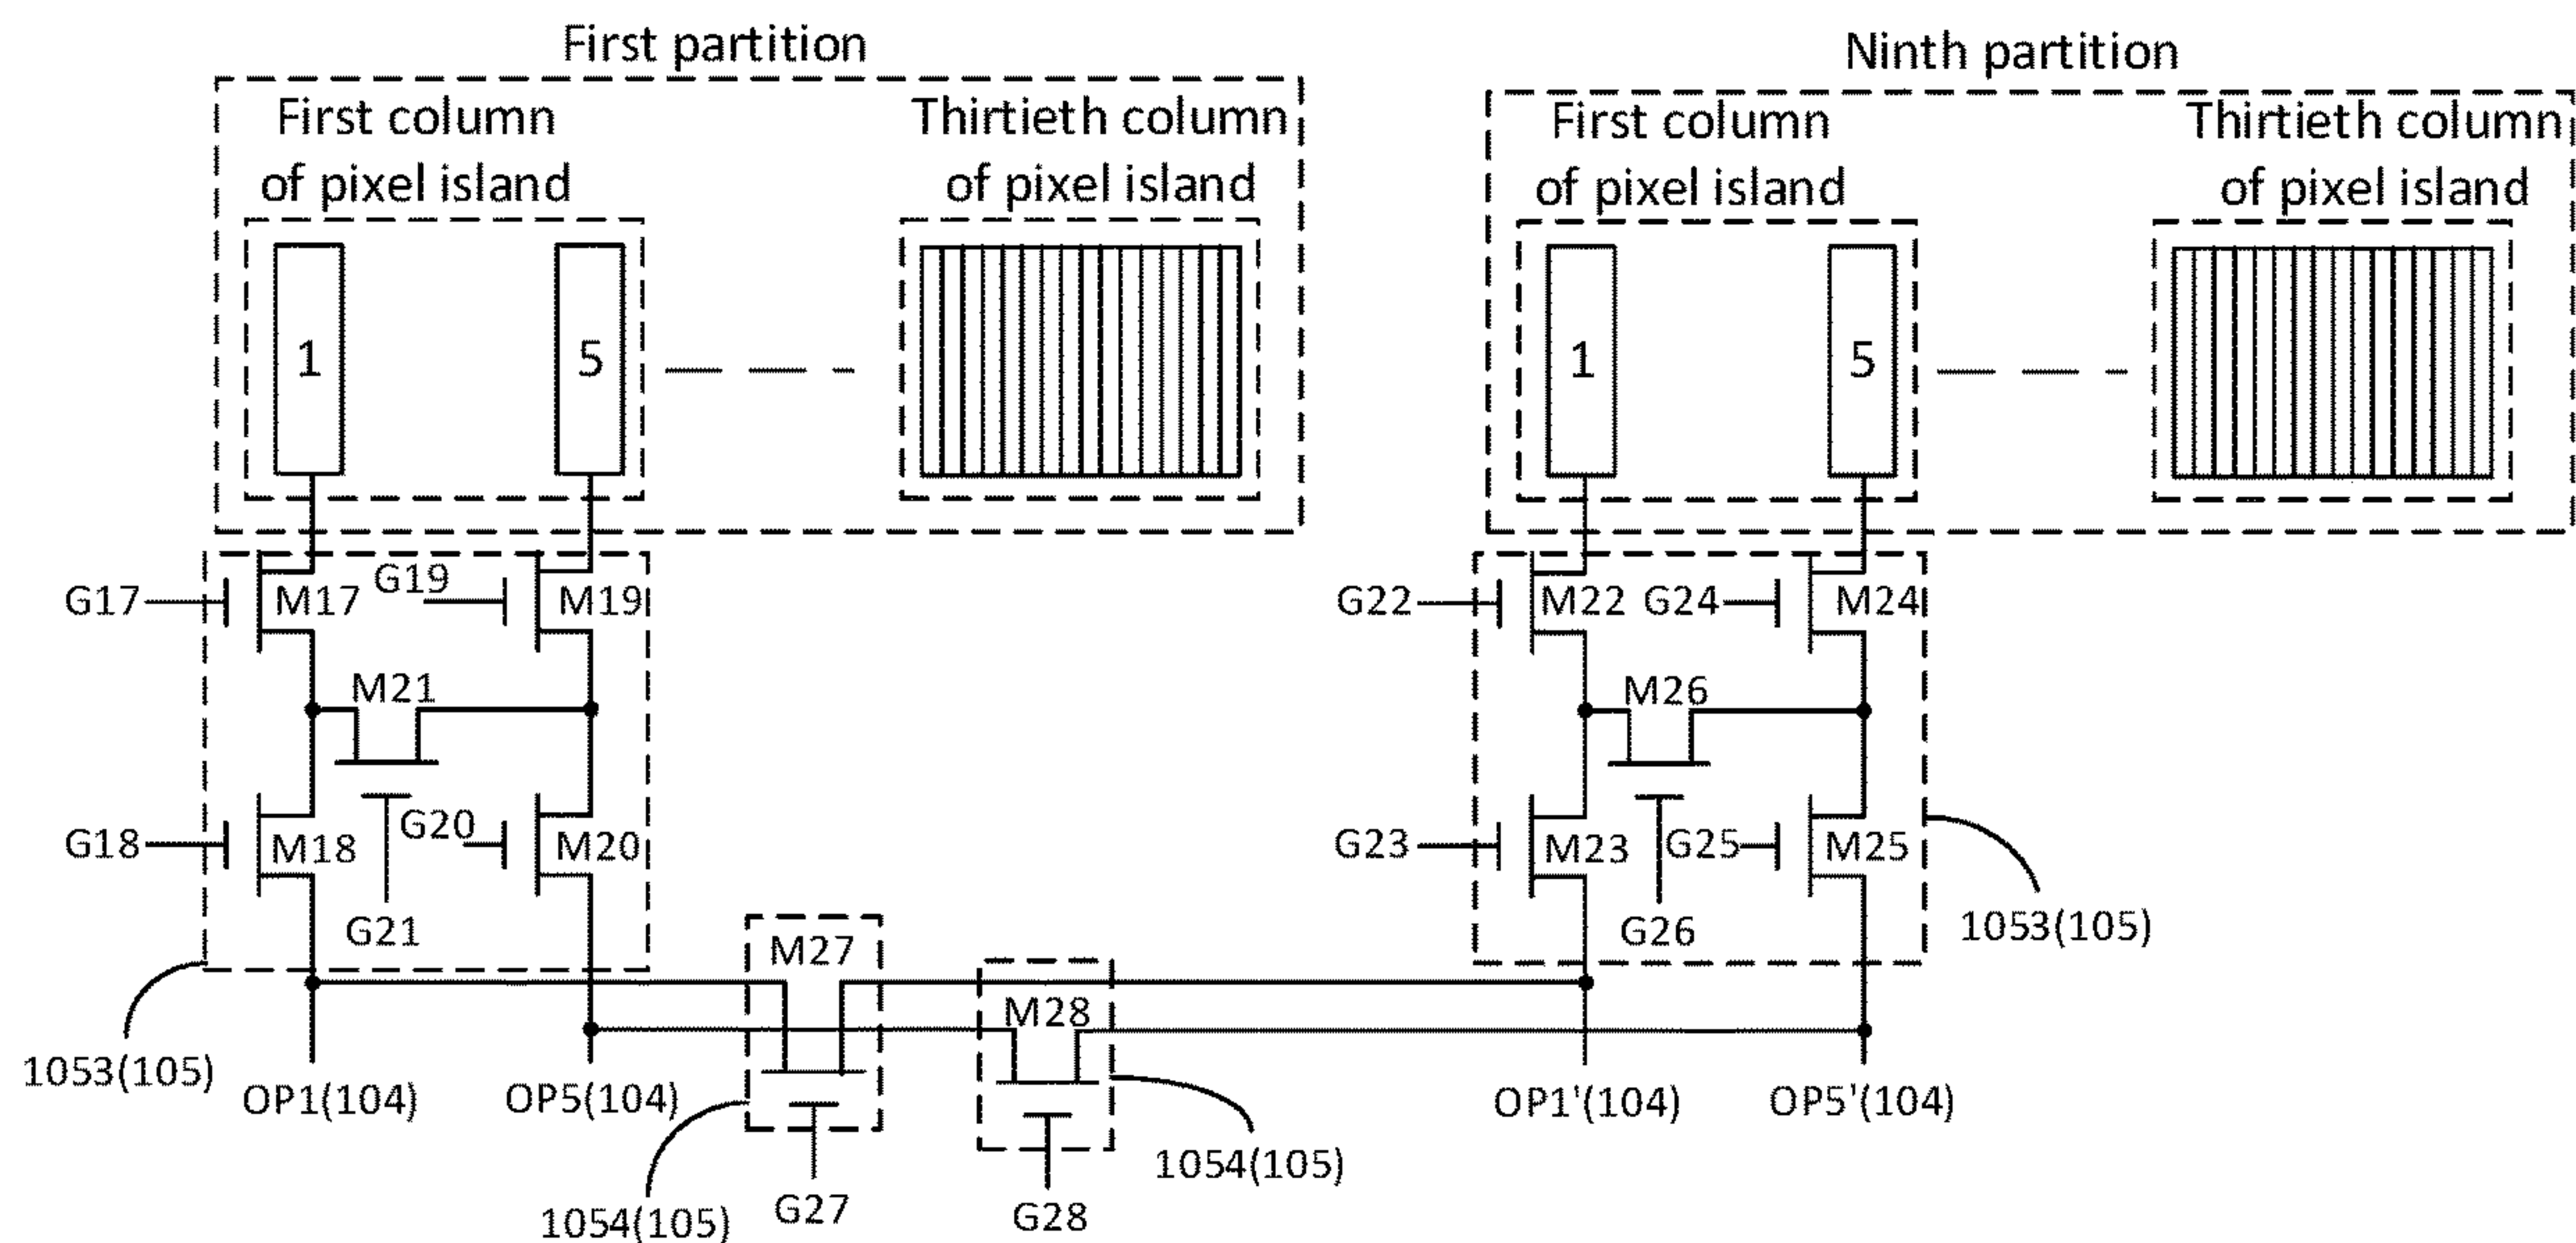 First partition
Ninth partition
First column
of pixel island
Thirtieth column
of pixel island
First column
of pixel island
Thirtieth column
of pixel island
1
5
1
5
G17
M17
G19
M19
G22
M22
G24
M24
M21
M26
G18
M18
G20
M20
G23
M23
G25
M25
G21
G26
1053(105)
M27
M28
1053(105)
OP1(104)
OP5(104)
OP1'(104)
OP5'(104)
1054(105)
G27
G28
1054(105)